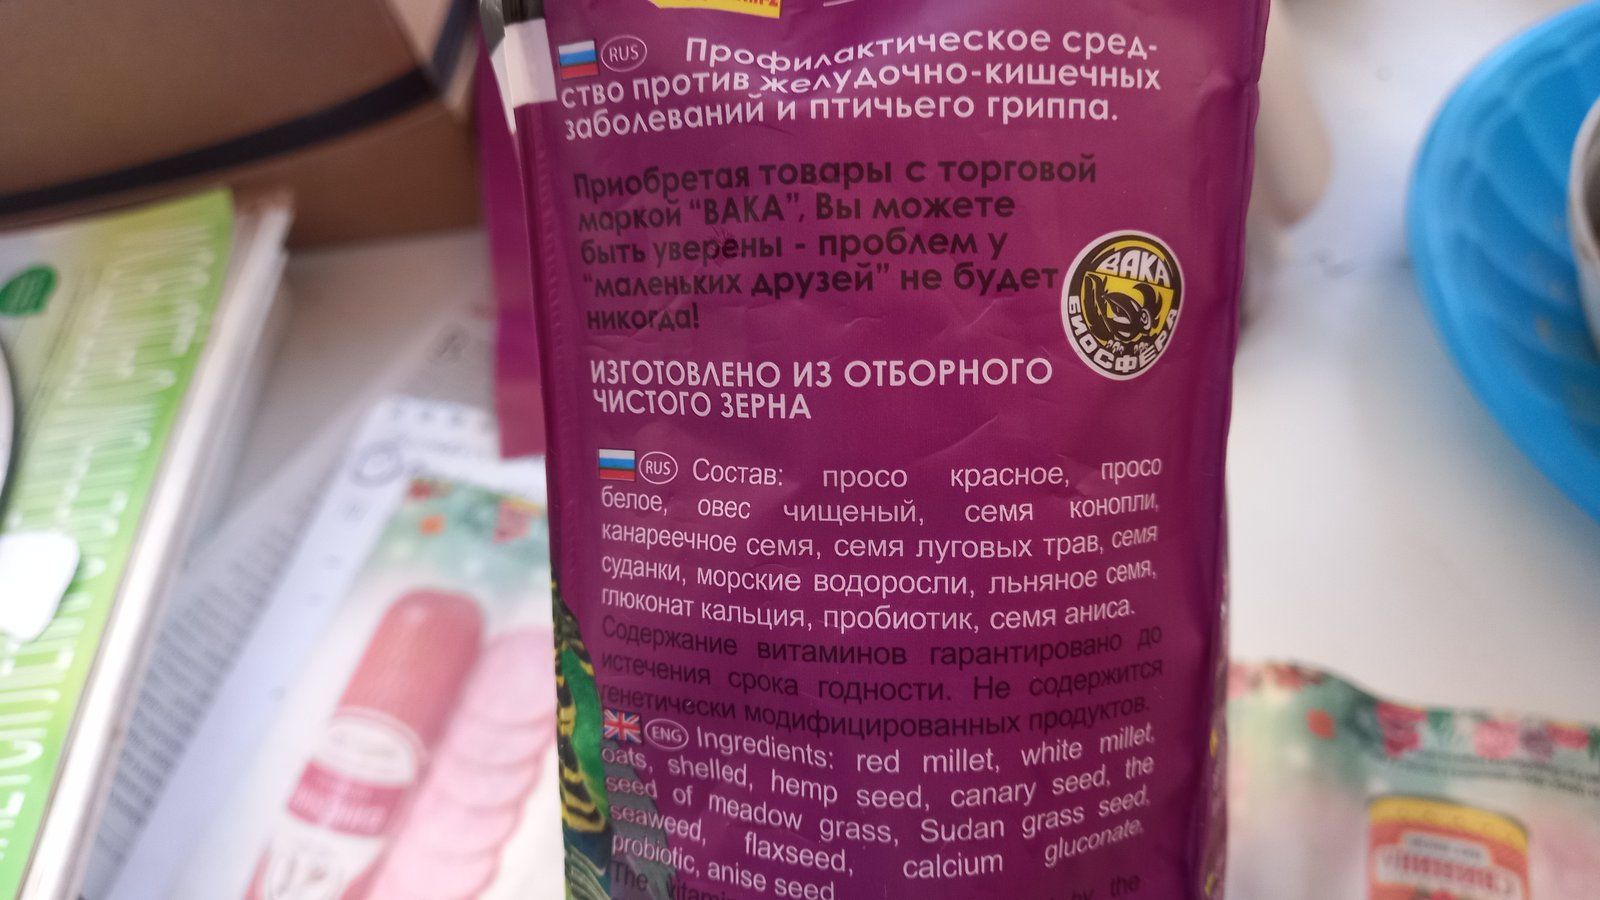 RUS Профилактическое сред-
ство против желудочно-кишечных
заболеваний и птичьего гриппа.
Приобретая товары с торговой
маркой "ВАКА", Вы можете
быть уверены - проблем у
"маленьких друзей" не будет
никогда!
ВАКА
БИОСФЕРА
ИЗГОТОВЛЕНО ИЗ ОТБОРНОГО
ЧИСТОГО ЗЕРНА
RUS Состав: просо красное, просо
белое, овес чищеный, семя конопли,
канареечное семя, семя луговых трав, семя
суданки, морские водоросли, льняное семя,
глюконат кальция, пробиотик, семя аниса.
Содержание витаминов гарантировано до
истечения срока годности. Не содержится
генетически модифицированных продуктов.
ENG Ingredients: red millet, white millet,
oats, shelled, hemp seed, canary seed, the
seed of meadow grass, Sudan grass seed,
seaweed, flaxseed, calcium gluconate,
probiotic, anise seed
The by the